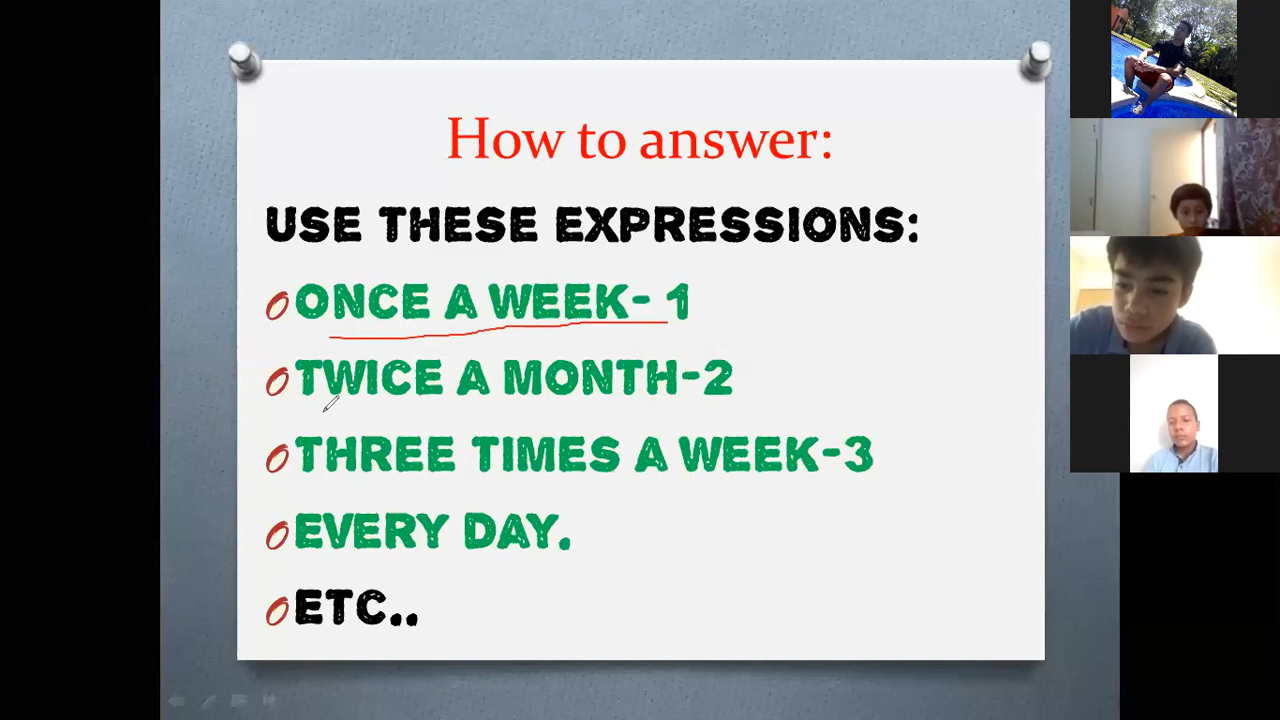 How to answer:
USE THESE EXPRESSIONS:
ONCE A WEEK- 1
TWICE A MONTH-2
THREE TIMES A WEEK-3
EVERY DAY.
ETC..